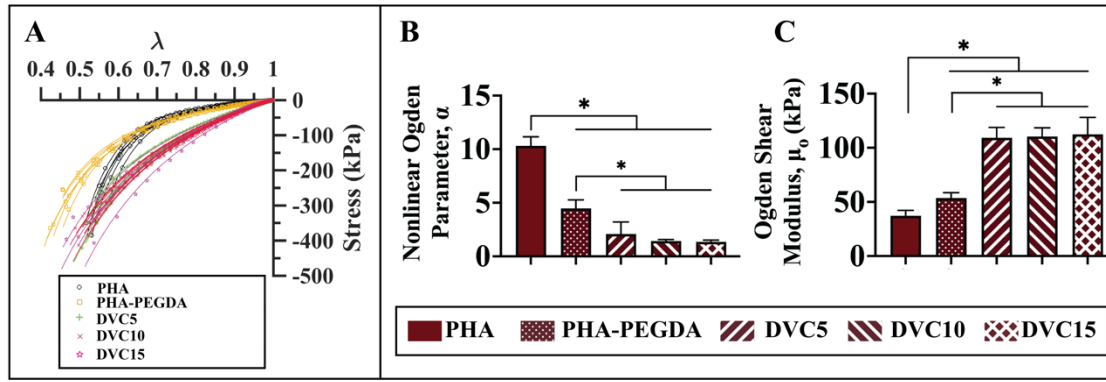 A
λ
0.4 0.5 0.6 0.7 0.8 0.9 1
0
-100
-200
-300
-400
-500
Stress (kPa)
PHA
PHA-PEGDA
DVC5
DVC10
DVC15
B
Nonlinear Ogden
Parameter, α
15
10
5
0
*
*
C
Ogden Shear
Modulus, μ₀ (kPa)
150
100
50
0
*
*
PHA PHA-PEGDA DVC5 DVC10 DVC15